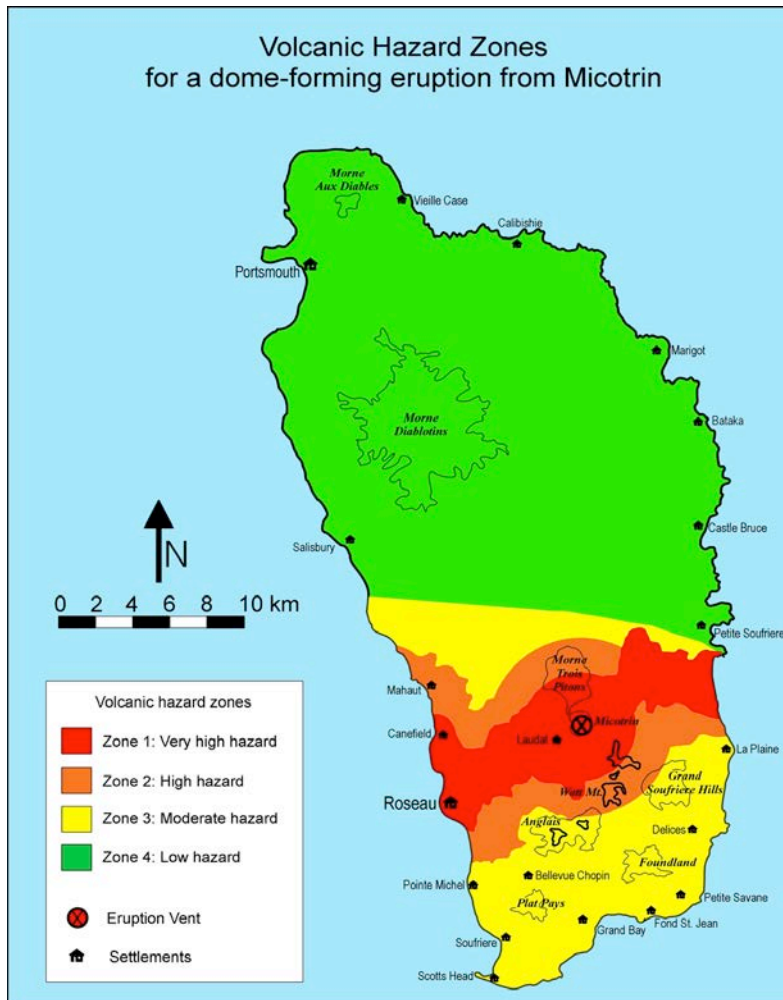 Volcanic Hazard Zones
for a dome-forming eruption from Micotrin
Morne
Aux Diables
Vieille Case
Calibishie
Portsmouth
Marigot
Morne
Diablotins
Bataka
Castle Bruce
Salisbury
N
0 2 4 6 8 10 km
Petite Soufriere
Morne
Trois
Pitons
Mahaut
Micotrin
Canefield
Laudat
La Plaine
Wott Mt.
Grand
Soufriere Hills
Roseau
Anglais
Delices
Foundland
Bellevue Chopin
Pointe Michel
Petite Savane
Plat Pays
Fond St. Jean
Grand Bay
Soufriere
Scotts Head
Volcanic hazard zones
Zone 1: Very high hazard
Zone 2: High hazard
Zone 3: Moderate hazard
Zone 4: Low hazard
Eruption Vent
Settlements